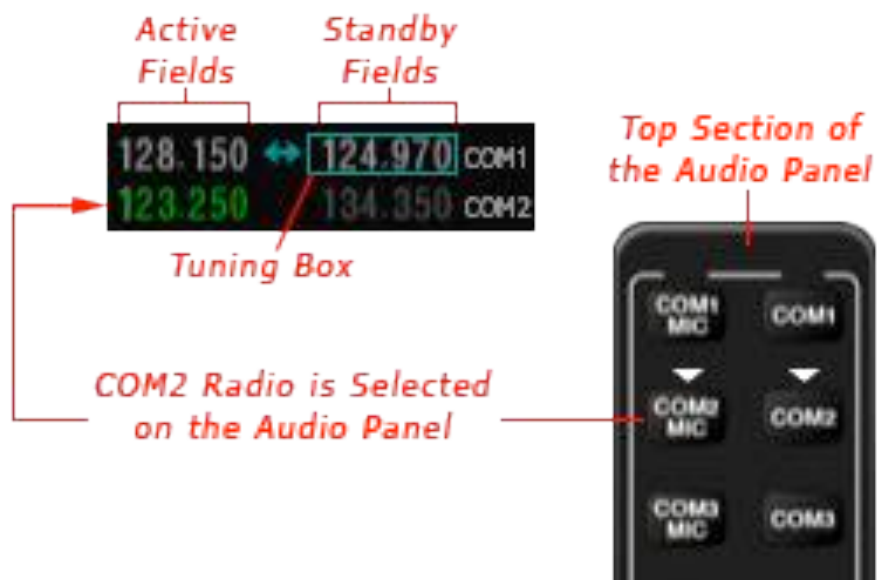 Active
Fields
Standby
Fields
128.150 124.970 COM1
123.250 134.350 COM2
Tuning Box
Top Section of
the Audio Panel
COM1
MIC
COM1
COM2 Radio is Selected
on the Audio Panel
COM2
MIC
COM2
COM3
MIC
COM3